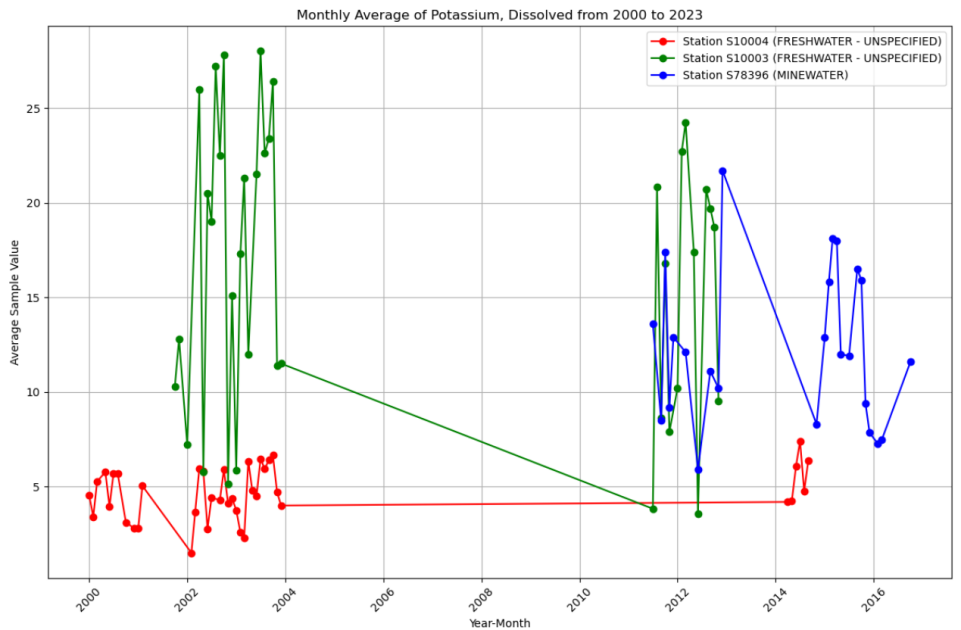 Monthly Average of Potassium, Dissolved from 2000 to 2023
Station S10004 (FRESHWATER - UNSPECIFIED)
Station S10003 (FRESHWATER - UNSPECIFIED)
Station S78396 (MINEWATER)
Average Sample Value
25
20
15
10
5
2000
2002
2004
2006
2008
2010
2012
2014
2016
Year-Month